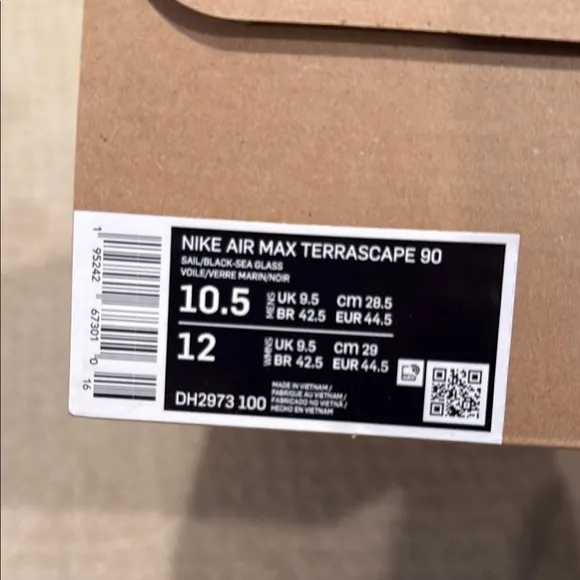 NIKE AIR MAX TERRASCAPE 90
SAIL/BLACK-SEA GLASS
VOILE/VERRE MARIN/NOIR
10.5 MENS UK 9.5 cm 28.5
BR 42.5 EUR 44.5
12 WMNS UK 9.5 cm 29
BR 42.5 EUR 44.5
DH2973 100
MADE IN VIETNAM /
FABRIQUE AU VIETNAM /
FABRICADO NO VIETNÃ /
HECHO EN VIETNAM
1 95242 67301 0 16